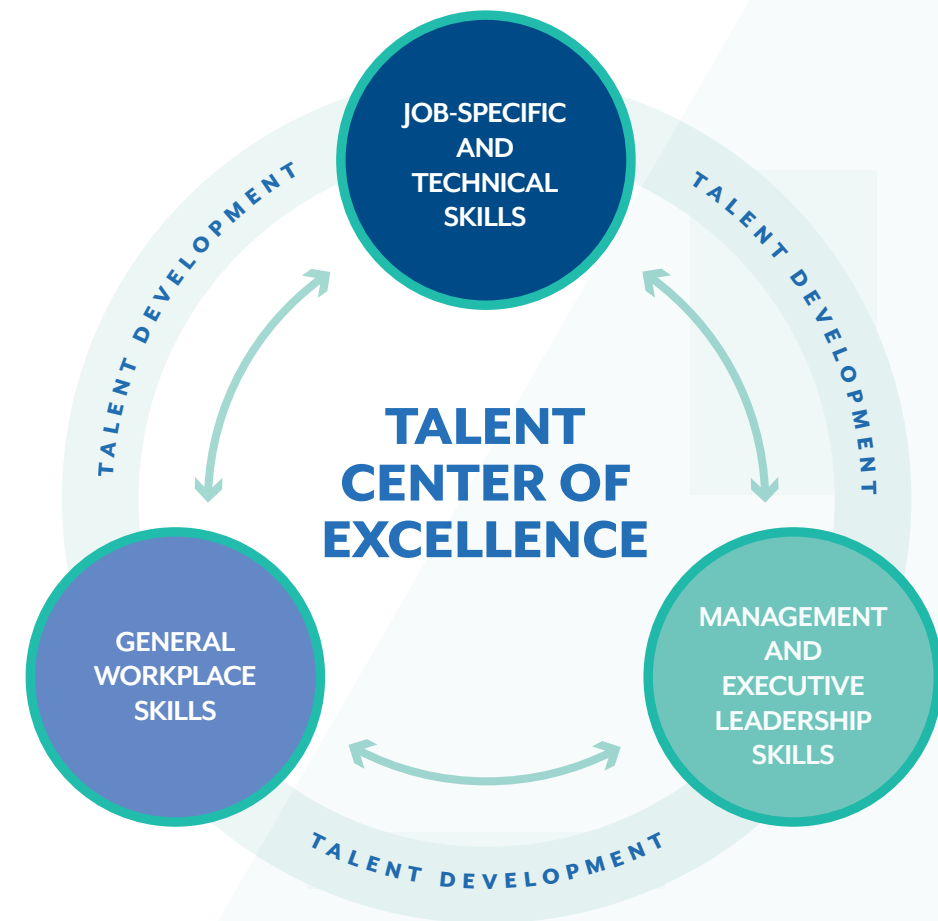 JOB-SPECIFIC
AND
TECHNICAL
SKILLS
TALENT DEVELOPMENT
TALENT DEVELOPMENT
TALENT
CENTER OF
EXCELLENCE
GENERAL
WORKPLACE
SKILLS
MANAGEMENT
AND
EXECUTIVE
LEADERSHIP
SKILLS
TALENT DEVELOPMENT